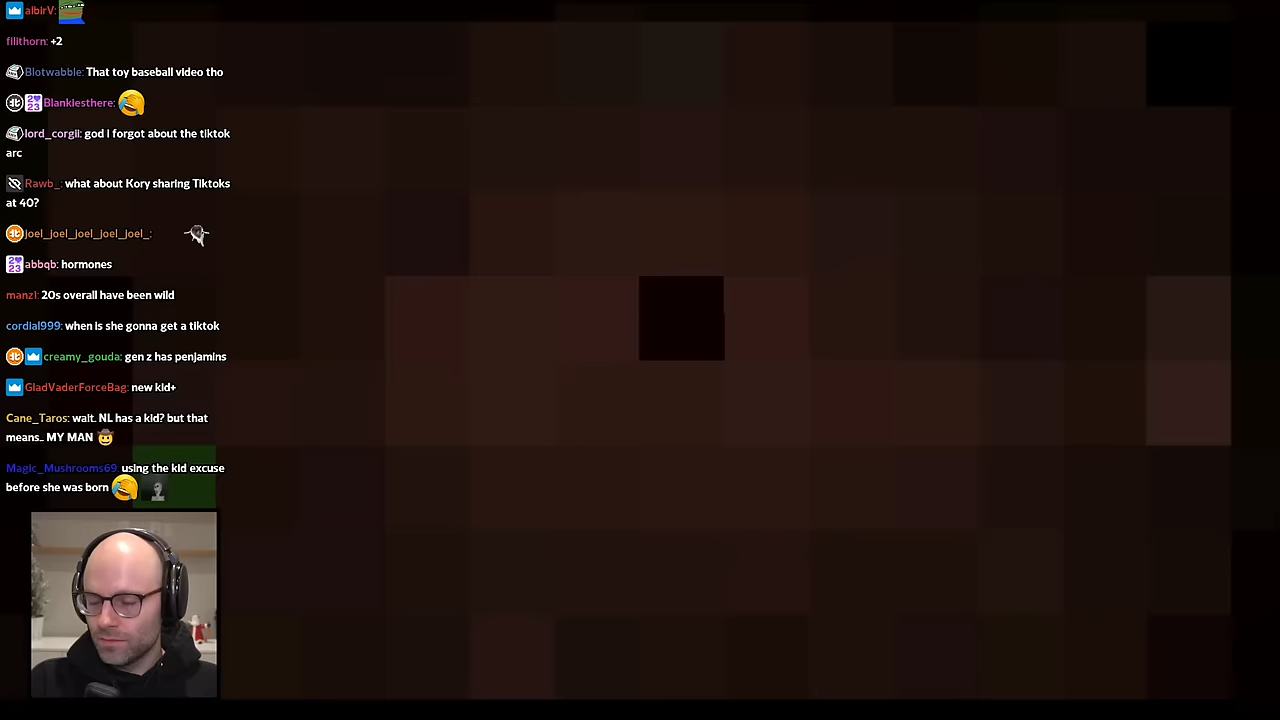 albirV:
filithorn: +2
Blotwabble: That toy baseball video tho
Blankiesthere:
lord_corgii: god I forgot about the tiktok
arc
Rawb_: what about Kory sharing Tiktoks
at 40?
joel_joel_joel_joel_joel_:
abbqb: hormones
manzi: 20s overall have been wild
cordial999: when is she gonna get a tiktok
creamy_gouda: gen z has penjamins
GladVaderForceBag: new kid+
Cane_Taros: wait. NL has a kid? but that
means.. MY MAN
Magic_Mushrooms69: using the kid excuse
before she was born